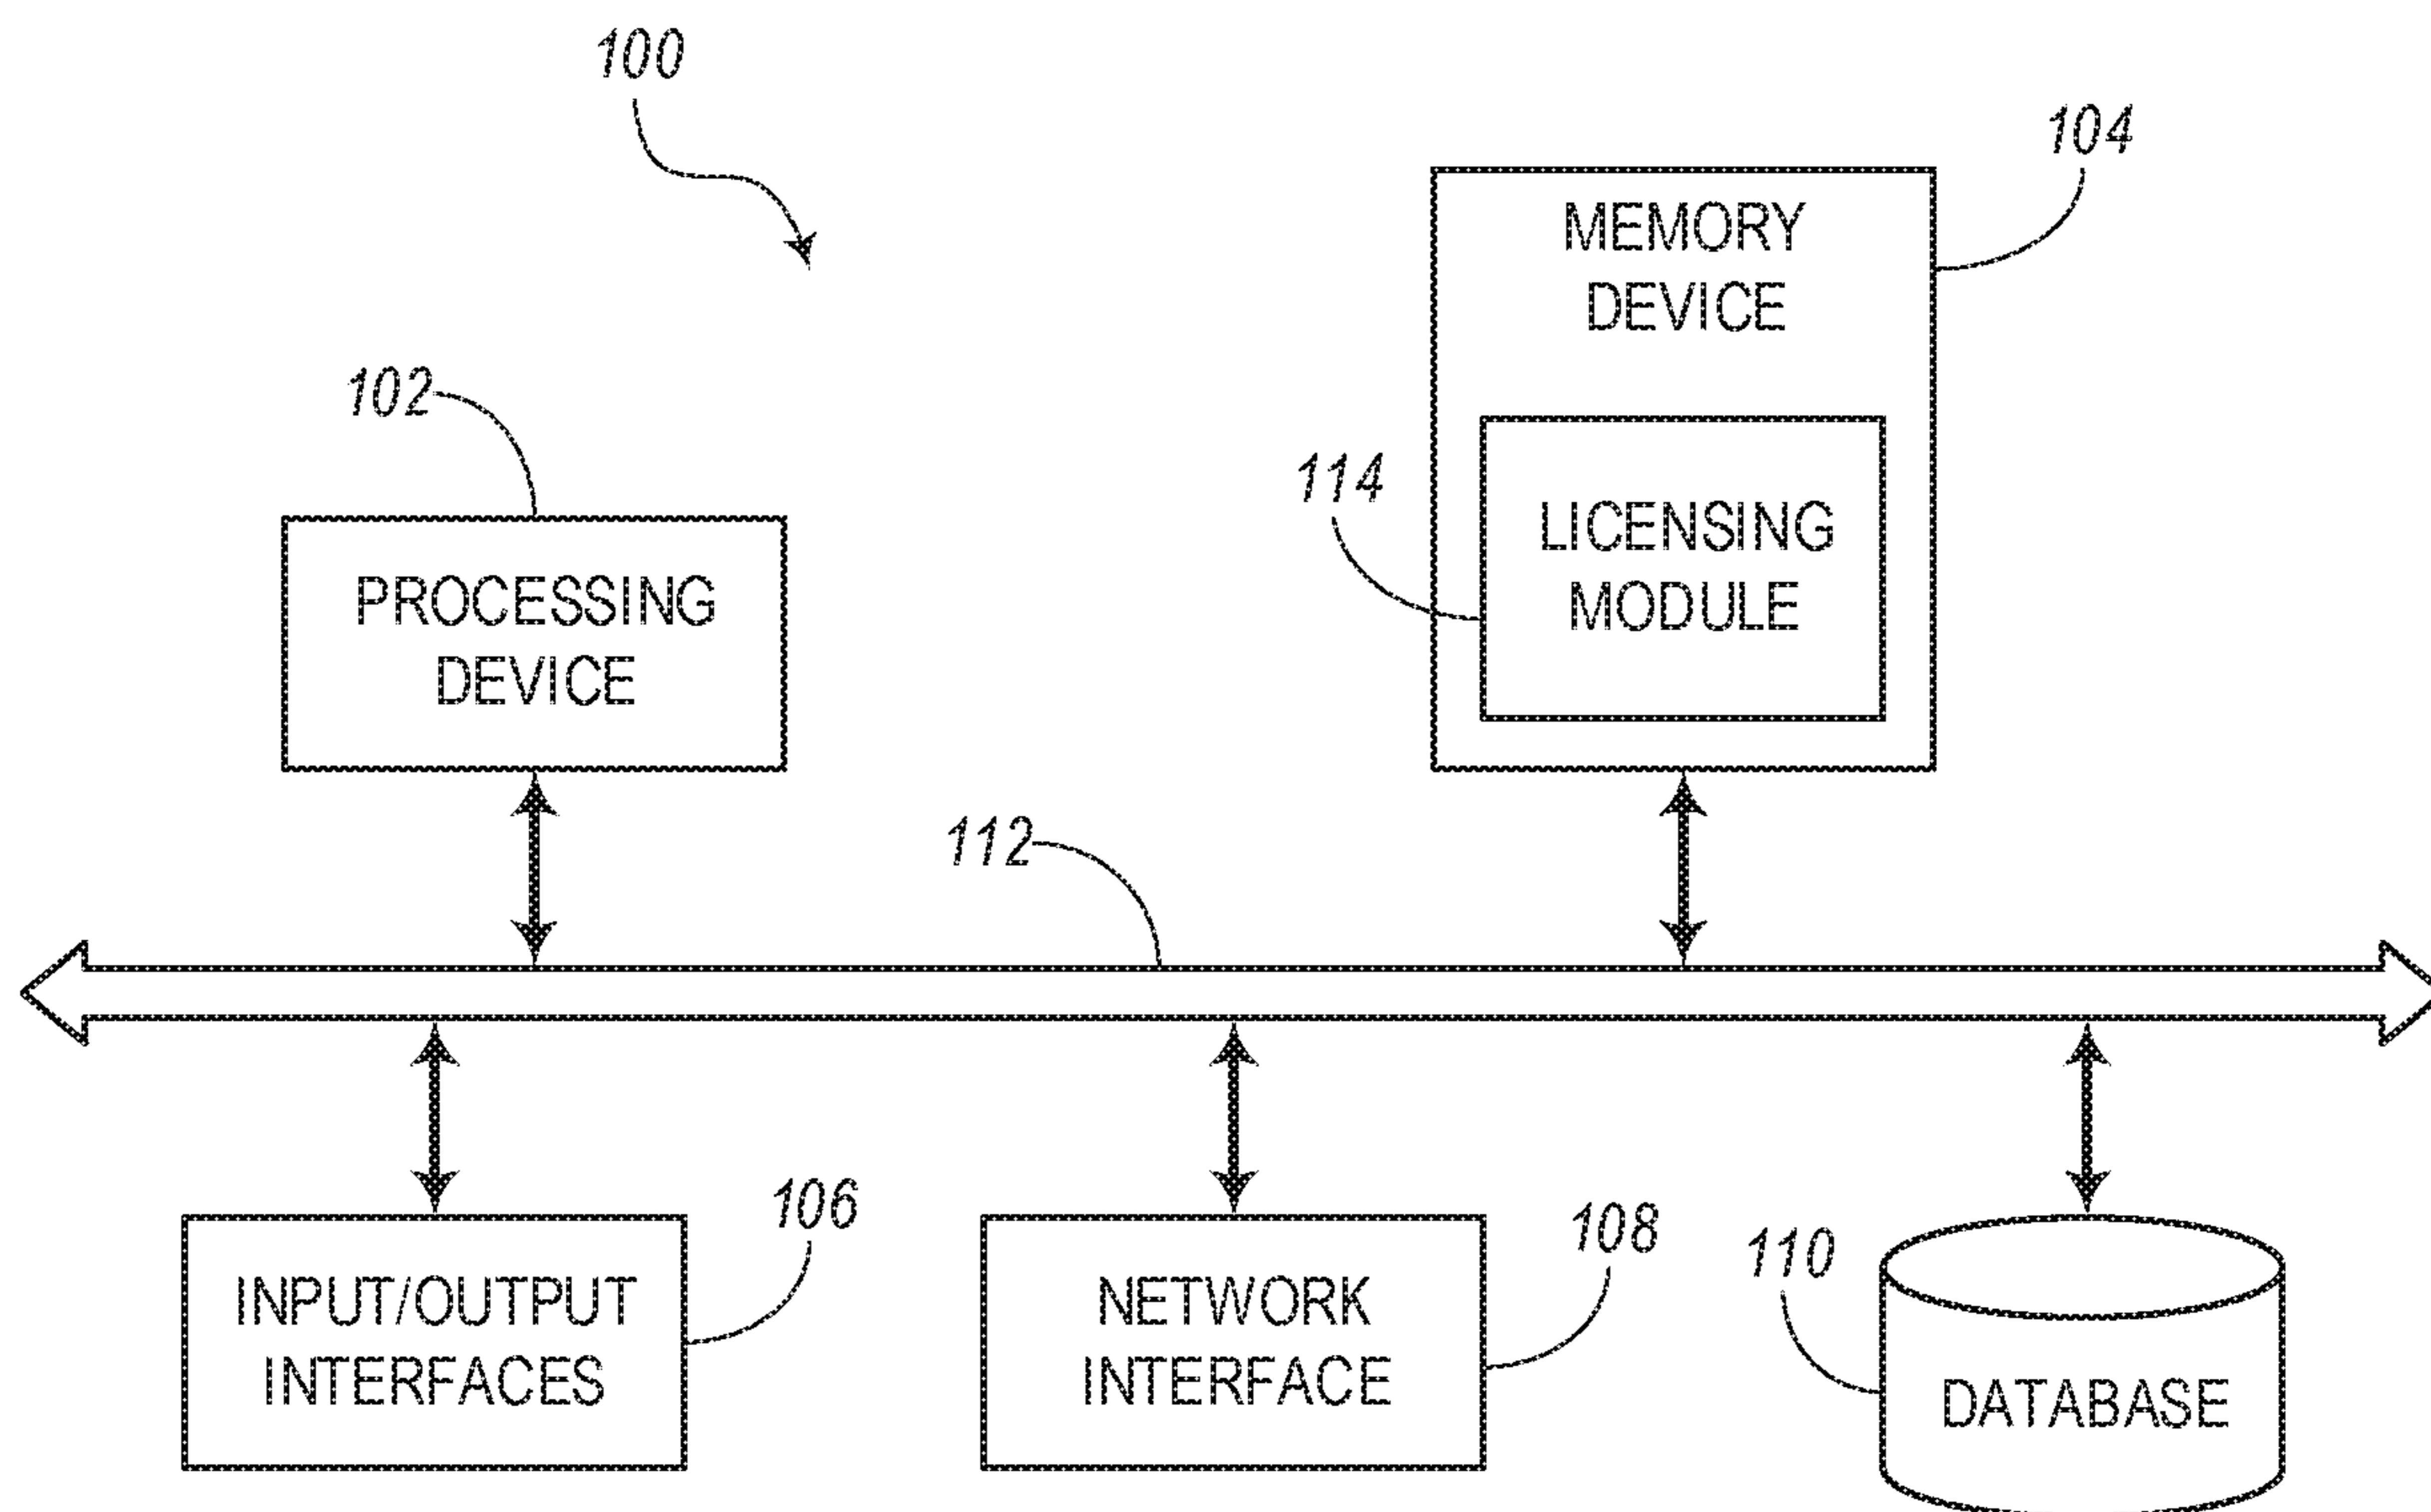 100
104
MEMORY
DEVICE
102
114
LICENSING
MODULE
PROCESSING
DEVICE
112
106
INPUT/OUTPUT
INTERFACES
108
NETWORK
INTERFACE
110
DATABASE